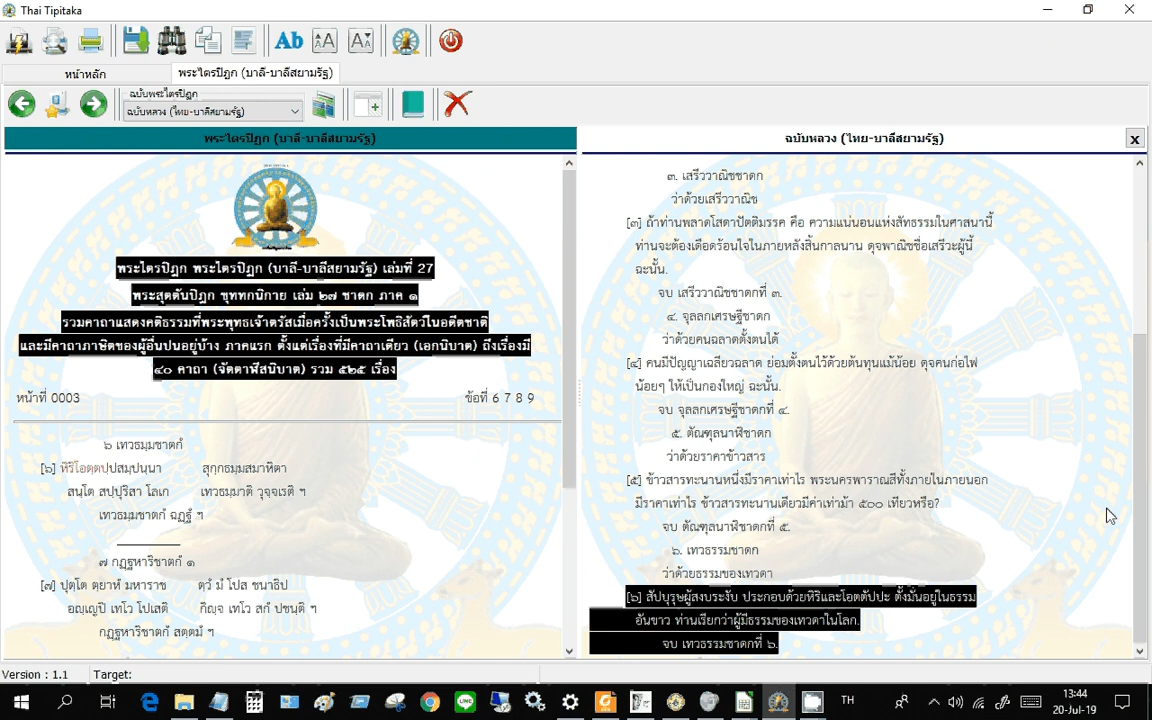 Thai Tipitaka
Ab
AA
AA
หน้าหลัก
พระไตรปิฎก (บาลี-บาลีสยามรัฐ)
ฉบับพระไตรปิฎก
ฉบับหลวง (ไทย-บาลีสยามรัฐ)
พระไตรปิฎก (บาลี-บาลีสยามรัฐ)
พระไตรปิฎก พระไตรปิฎก (บาลี-บาลีสยามรัฐ) เล่มที่ 27
พระสุตตันปิฎก ขุททกนิกาย เล่ม ๒๗ ชาดก ภาค ๑
รวมคาถาแสดงคติธรรมที่พระพุทธเจ้าตรัสเมื่อครั้งเป็นพระโพธิสัตว์ในอดีตชาติ
และมีคาถาภาษิตของผู้อื่นปนอยู่บ้าง ภาคแรก ตั้งแต่เรื่องที่มีคาถาเดียว (เอกนิบาต) ถึงเรื่องมี
๔๐ คาถา (จัตตาฬีสนิบาต) รวม ๕๒๕ เรื่อง
หน้าที่ 0003 ข้อที่ 6 7 8 9
๖ เทวธมฺมชาตกํ
[๖] หิริโอตฺตปฺปสมฺปนฺนา สุกฺกธมฺมสมาหิตา
สนฺโต สปฺปุริสา โลเก เทวธมฺมาติ วุจฺจเรติ ฯ
เทวธมฺมชาตกํ ฉฏฺฐํ ฯ
๗ กฏฺฐหาริชาตกํ ๑
[๗] ปุตฺโต ตฺยาหํ มหาราช ตฺวํ มํ โปส ชนาธิป
อญฺเญปิ เทโว โปเสติ กิญฺจ เทโว สกํ ปชนฺติ ฯ
กฏฺฐหาริชาตกํ สตฺตมํ ฯ
ฉบับหลวง (ไทย-บาลีสยามรัฐ)
๓. เสรีววาณิชชาดก
ว่าด้วยเสรีววาณิช
[๓] ถ้าท่านพลาดโสดาปัตติมรรค คือ ความแน่นอนแห่งสัทธรรมในศาสนานี้
ท่านจะต้องเดือดร้อนใจในภายหลังสิ้นกาลนาน ดุจพาณิชชื่อเสรีวะผู้นี้
ฉะนั้น.
จบ เสรีววาณิชชาดกที่ ๓.
๔. จุลลกเศรษฐีชาดก
ว่าด้วยคนฉลาดตั้งตนได้
[๔] คนมีปัญญาเฉลียวฉลาด ย่อมตั้งตนไว้ด้วยต้นทุนแม้น้อย ดุจคนก่อไฟ
น้อยๆ ให้เป็นกองใหญ่ ฉะนั้น.
จบ จุลลกเศรษฐีชาดกที่ ๔.
๕. ตัณฑุลนาฬิชาดก
ว่าด้วยราคาข้าวสาร
[๕] ข้าวสารทะนานหนึ่งมีราคาเท่าไร พระนครพาราณสีทั้งภายในภายนอก
มีราคาเท่าไร ข้าวสารทะนานเดียวมีค่าเท่าม้า ๕๐๐ เทียวหรือ?
จบ ตัณฑุลนาฬิชาดกที่ ๕.
๖. เทวธรรมชาดก
ว่าด้วยธรรมของเทวดา
[๖] สัปบุรุษผู้สงบระงับ ประกอบด้วยหิริและโอตตัปปะ ตั้งมั่นอยู่ในธรรม
อันขาว ท่านเรียกว่าผู้มีธรรมของเทวดาในโลก.
จบ เทวธรรมชาดกที่ ๖.
Version : 1.1 Target:
TH
13:44
20-Jul-19